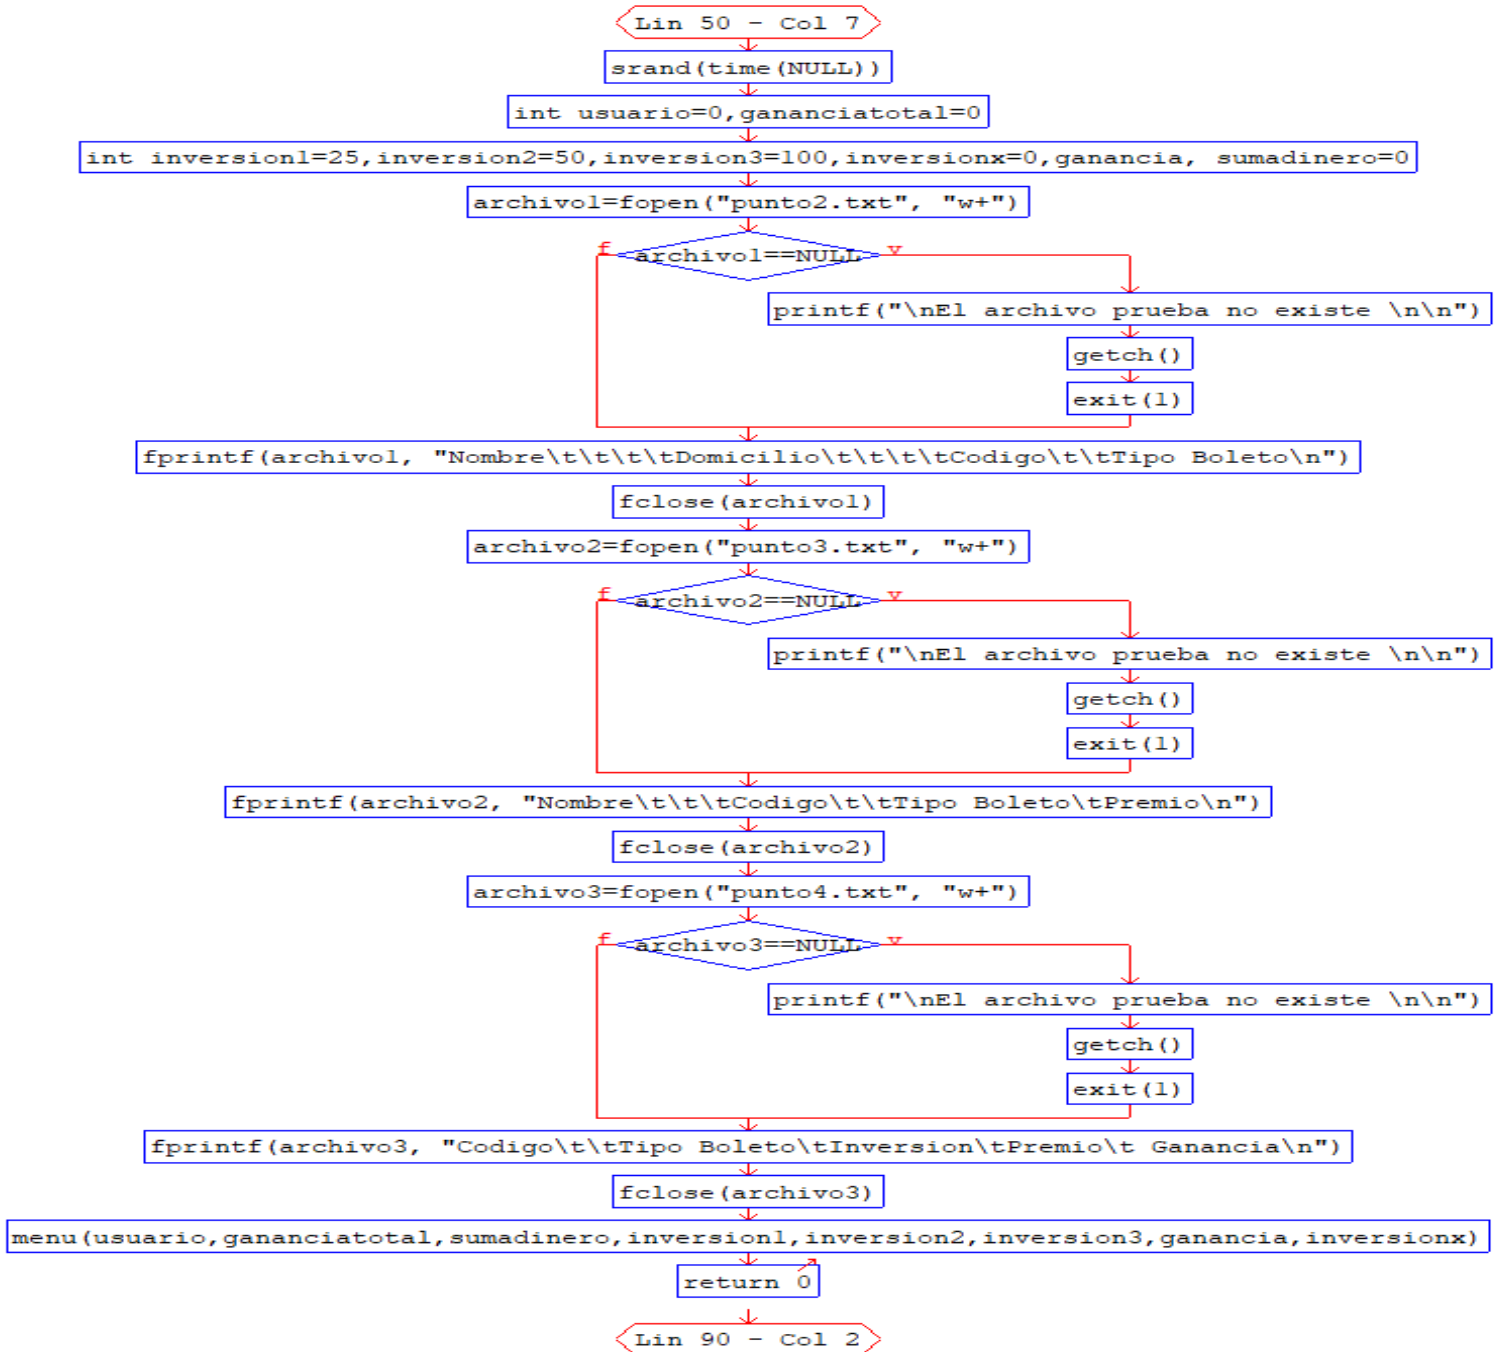 Lin 50 - Col 7
srand(time(NULL))
int usuario=0,gananciatotal=0
int inversion1=25,inversion2=50,inversion3=100,inversionx=0,ganancia, sumadinero=0
archivo1=fopen("punto2.txt", "w+")
f archivo1==NULL v
printf("\nEl archivo prueba no existe \n\n")
getch()
exit(1)
fprintf(archivo1, "Nombre\t\t\t\tDomicilio\t\t\t\tCodigo\t\tTipo Boleto\n")
fclose(archivo1)
archivo2=fopen("punto3.txt", "w+")
f archivo2==NULL v
printf("\nEl archivo prueba no existe \n\n")
getch()
exit(1)
fprintf(archivo2, "Nombre\t\t\tCodigo\t\tTipo Boleto\tPremio\n")
fclose(archivo2)
archivo3=fopen("punto4.txt", "w+")
f archivo3==NULL v
printf("\nEl archivo prueba no existe \n\n")
getch()
exit(1)
fprintf(archivo3, "Codigo\t\tTipo Boleto\tInversion\tPremio\t Ganancia\n")
fclose(archivo3)
menu(usuario,gananciatotal,sumadinero,inversion1,inversion2,inversion3,ganancia,inversionx)
return 0
Lin 90 - Col 2